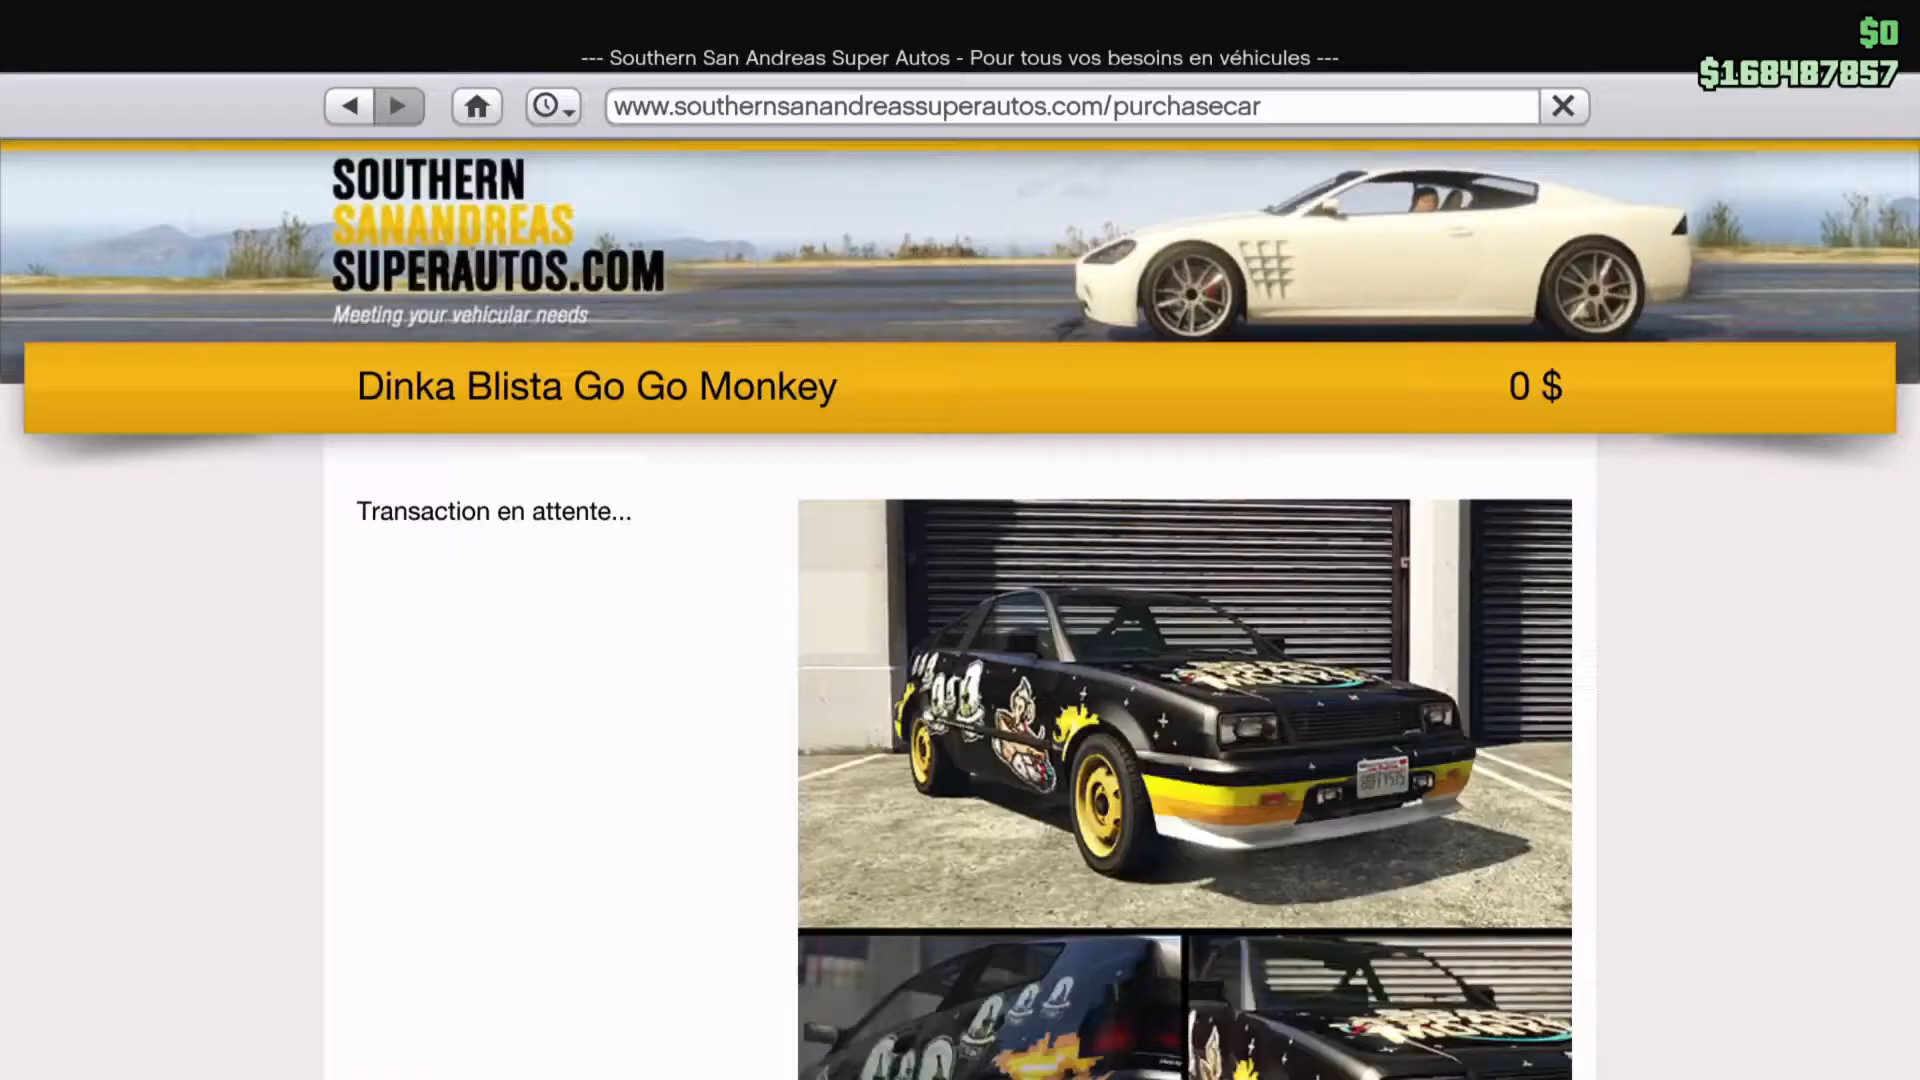 $0
--- Southern San Andreas Super Autos - Pour tous vos besoins en véhicules ---
$168487857
www.southernsanandreassuperautos.com/purchasecar
SOUTHERN
SANANDREAS
SUPERAUTOS.COM
Meeting your vehicular needs
Dinka Blista Go Go Monkey
0 $
Transaction en attente...